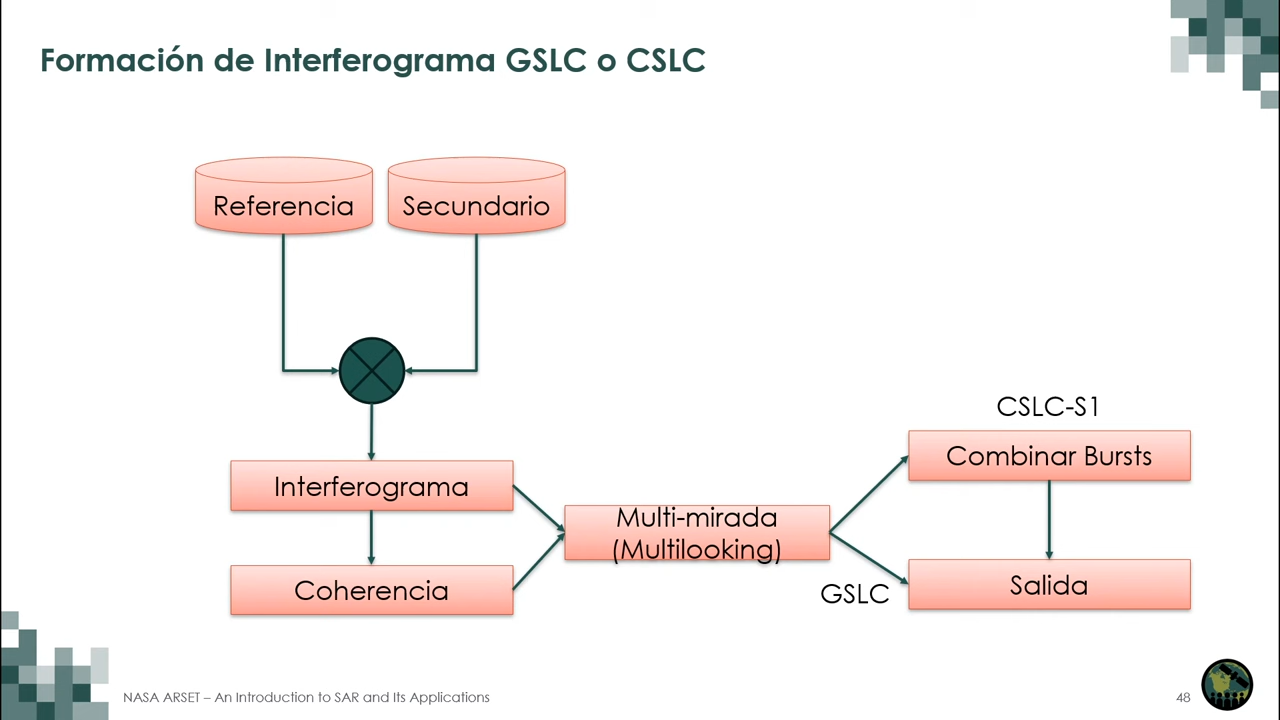 Formación de Interferograma GSLC o CSLC
Referencia
Secundario
Interferograma
Coherencia
Multi-mirada
(Multilooking)
CSLC-S1
Combinar Bursts
GSLC
Salida
NASA ARSET – An Introduction to SAR and Its Applications
48